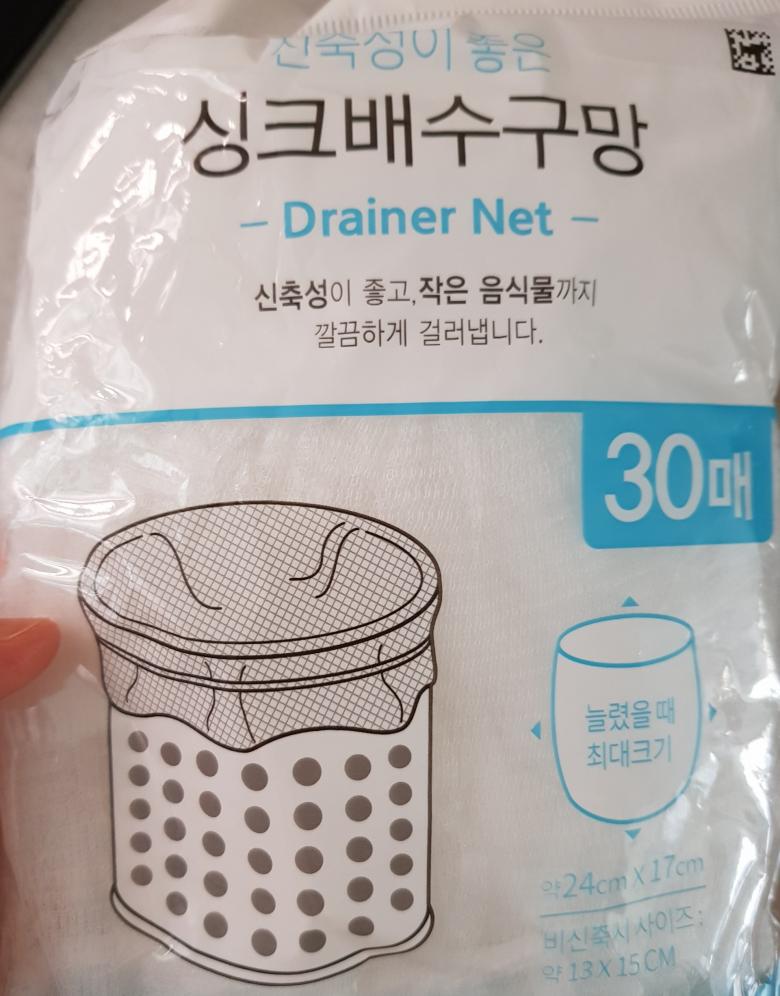 신축성이 좋은
싱크배수구망
– Drainer Net –
신축성이 좋고,작은 음식물까지
깔끔하게 걸러냅니다.
30매
늘렸을 때
최대크기
약24cm X 17cm
비신축시 사이즈 :
약 13 X 15 CM